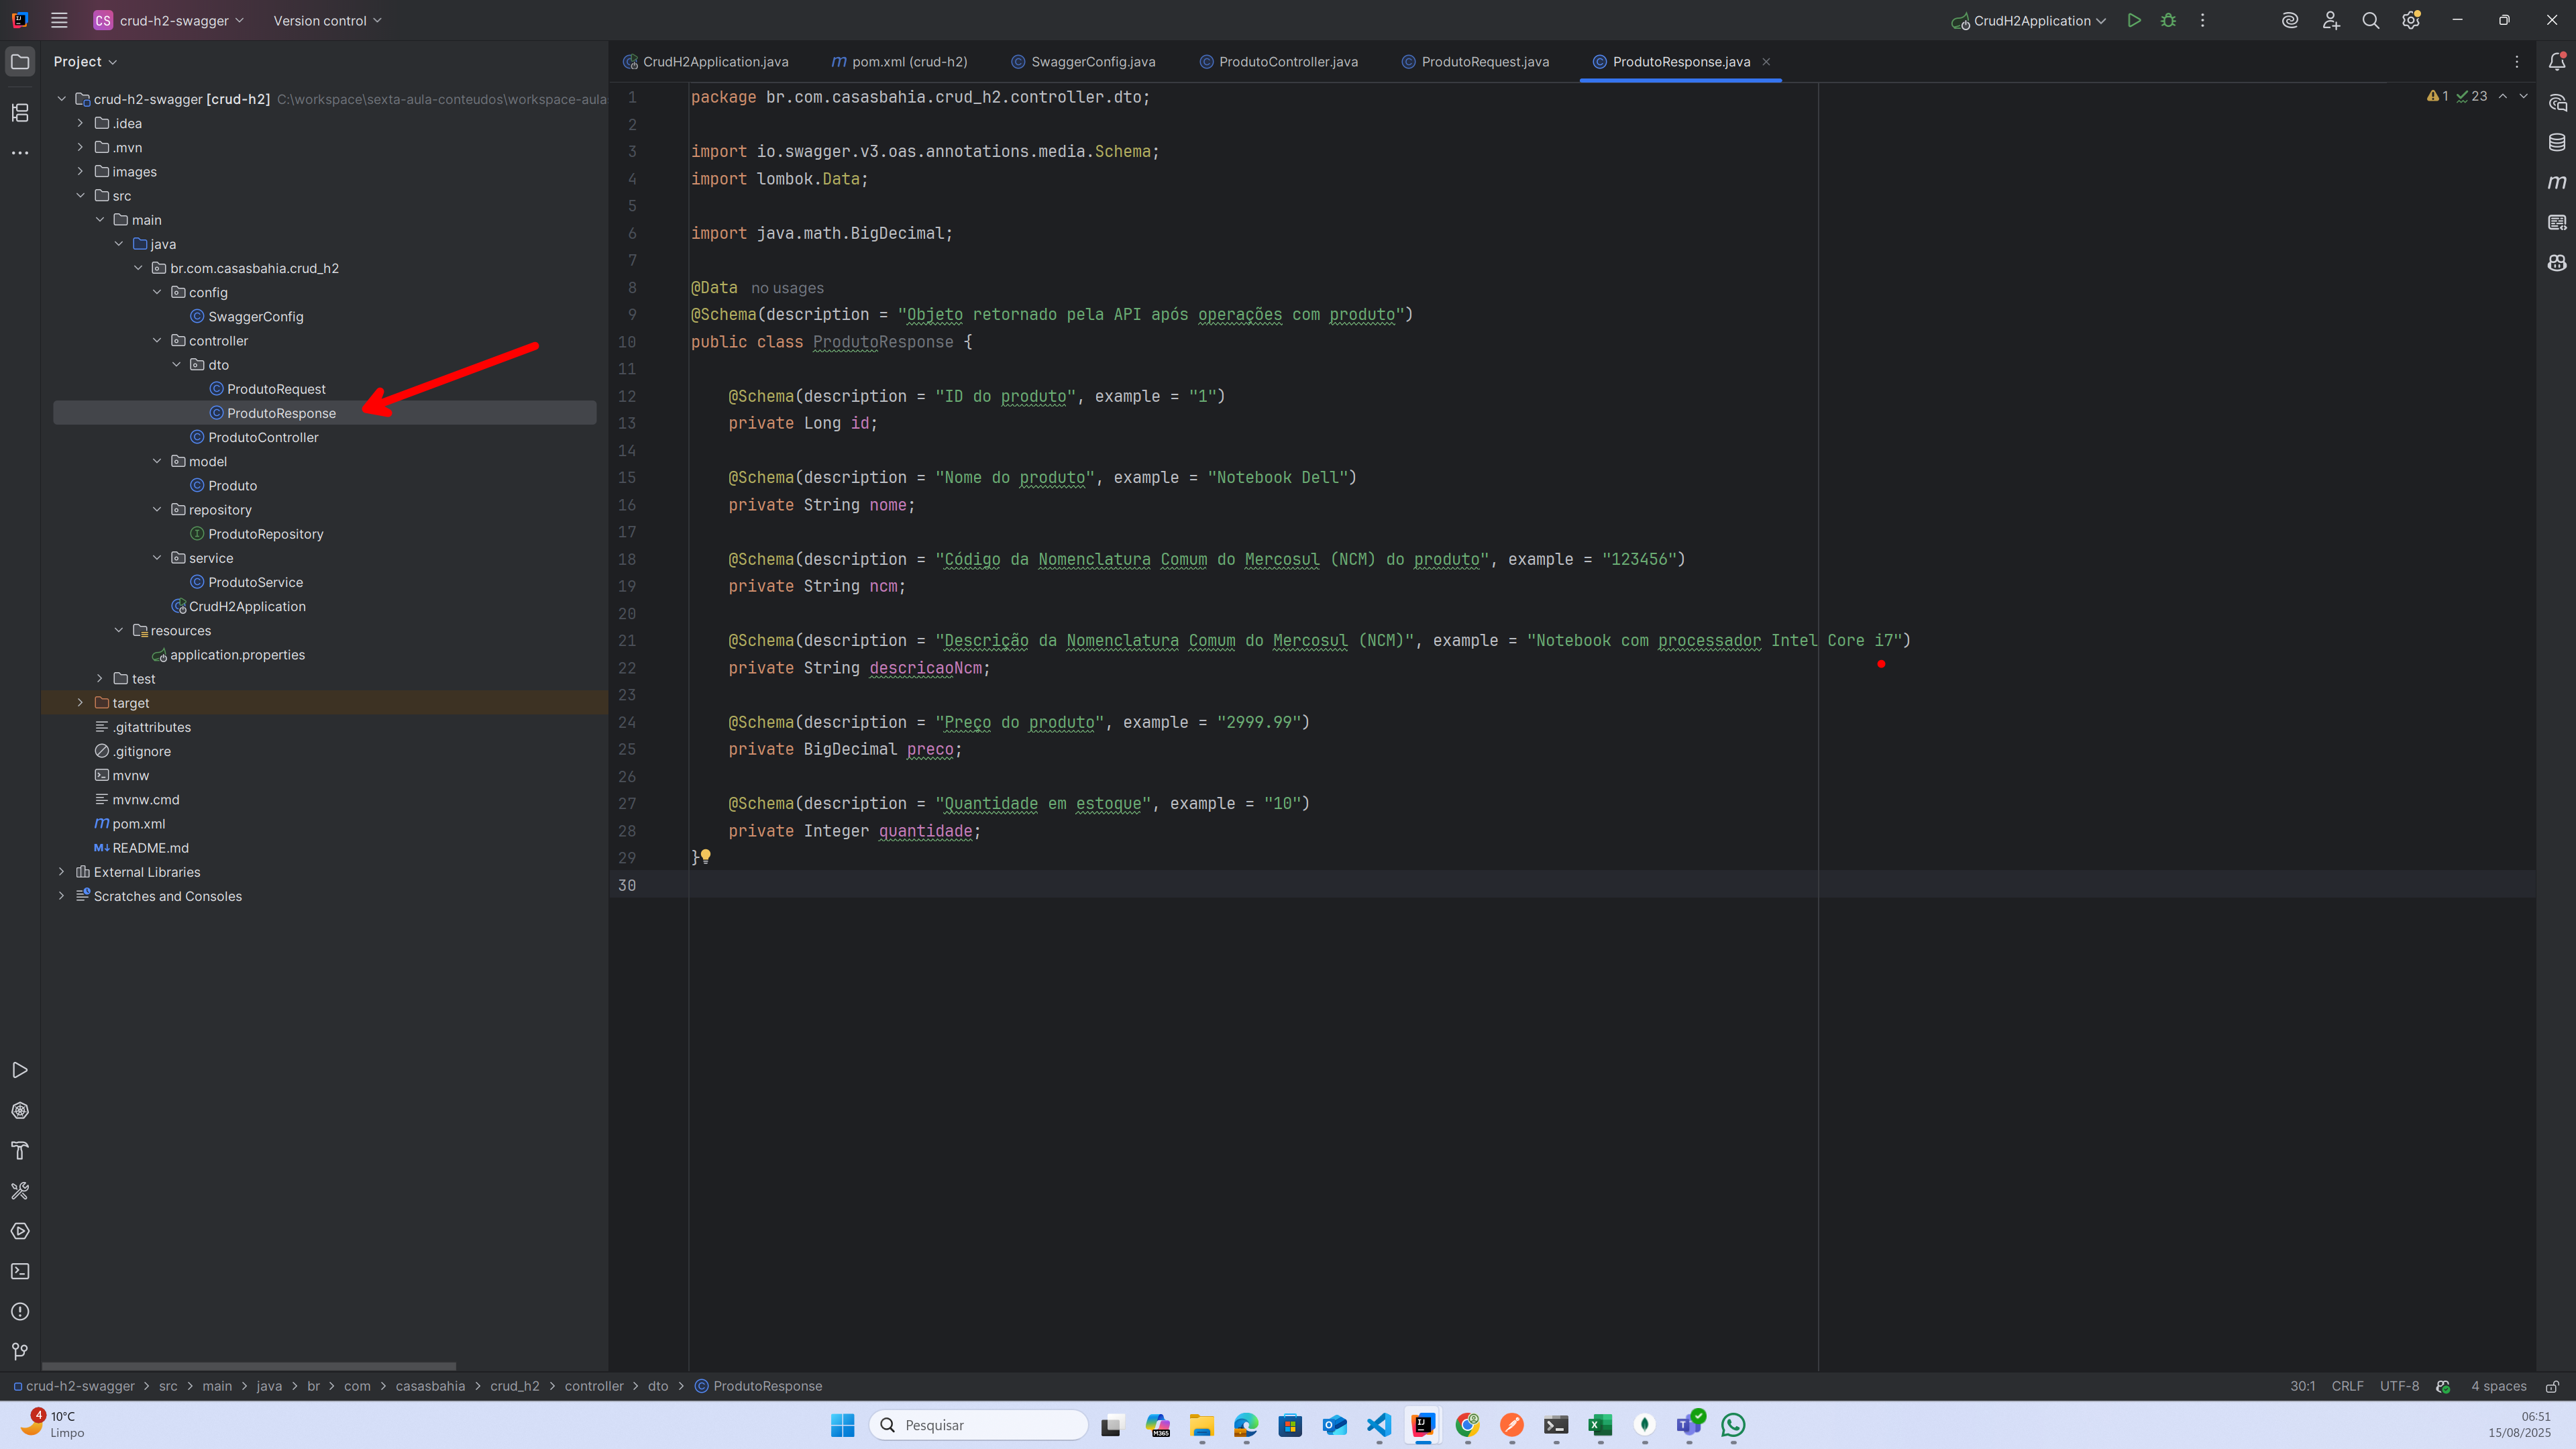 CS crud-h2-swagger Version control CrudH2Application
Project
crud-h2-swagger [crud-h2] C:\workspace\sexta-aula-conteudos\workspace-aula
.idea
.mvn
images
src
main
java
br.com.casasbahia.crud_h2
config
SwaggerConfig
controller
dto
ProdutoRequest
ProdutoResponse
ProdutoController
model
Produto
repository
ProdutoRepository
service
ProdutoService
CrudH2Application
resources
application.properties
test
target
.gitattributes
.gitignore
mvnw
mvnw.cmd
pom.xml
README.md
External Libraries
Scratches and Consoles
CrudH2Application.java pom.xml (crud-h2) SwaggerConfig.java ProdutoController.java ProdutoRequest.java ProdutoResponse.java
1 23
1 package br.com.casasbahia.crud_h2.controller.dto;
2
3 import io.swagger.v3.oas.annotations.media.Schema;
4 import lombok.Data;
5
6 import java.math.BigDecimal;
7
8 @Data no usages
9 @Schema(description = "Objeto retornado pela API após operações com produto")
10 public class ProdutoResponse {
11
12 @Schema(description = "ID do produto", example = "1")
13 private Long id;
14
15 @Schema(description = "Nome do produto", example = "Notebook Dell")
16 private String nome;
17
18 @Schema(description = "Código da Nomenclatura Comum do Mercosul (NCM) do produto", example = "123456")
19 private String ncm;
20
21 @Schema(description = "Descrição da Nomenclatura Comum do Mercosul (NCM)", example = "Notebook com processador Intel Core i7")
22 private String descricaoNcm;
23
24 @Schema(description = "Preço do produto", example = "2999.99")
25 private BigDecimal preco;
26
27 @Schema(description = "Quantidade em estoque", example = "10")
28 private Integer quantidade;
29 }
30
crud-h2-swagger > src > main > java > br > com > casasbahia > crud_h2 > controller > dto > ProdutoResponse
30:1 CRLF UTF-8 4 spaces
4 10°C
Limpo
Pesquisar
M365
06:51
15/08/2025